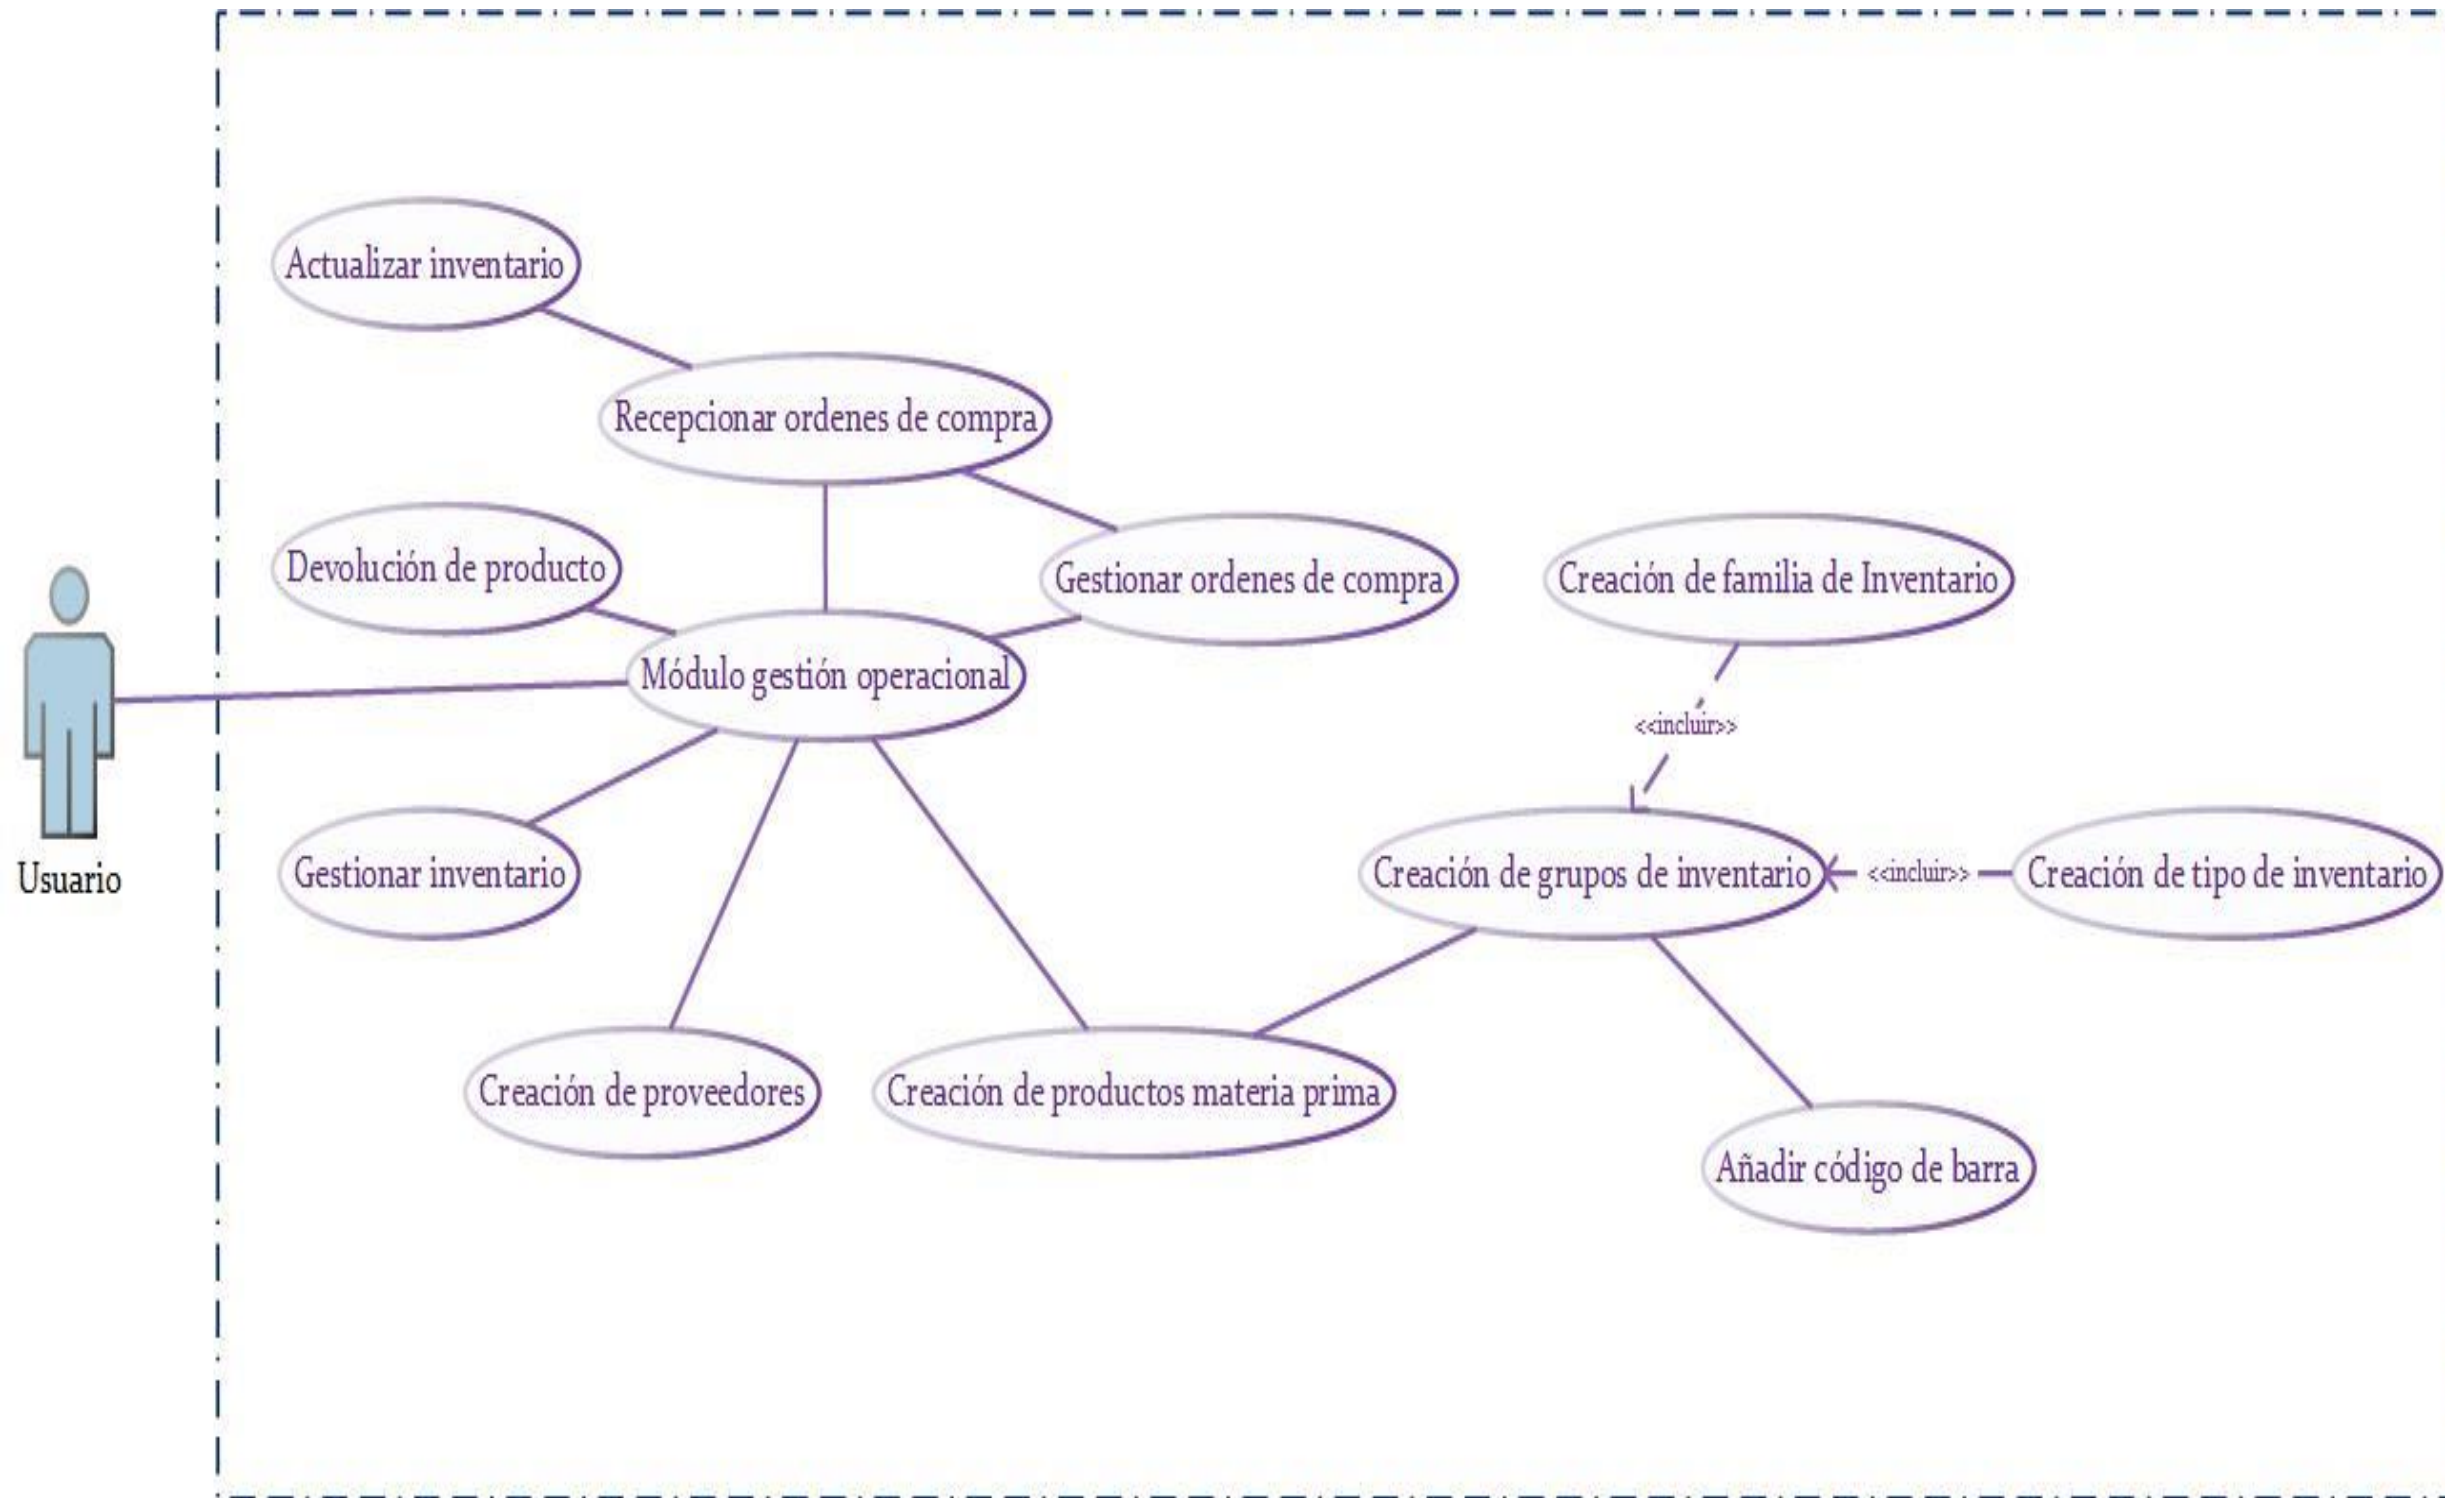 Actualizar inventario
Recepcionar ordenes de compra
Devolución de producto
Gestionar ordenes de compra
Creación de familia de Inventario
Módulo gestión operacional
<<incluir>>
Usuario
Gestionar inventario
Creación de grupos de inventario
<<incluir>>
Creación de tipo de inventario
Creación de proveedores
Creación de productos materia prima
Añadir código de barra